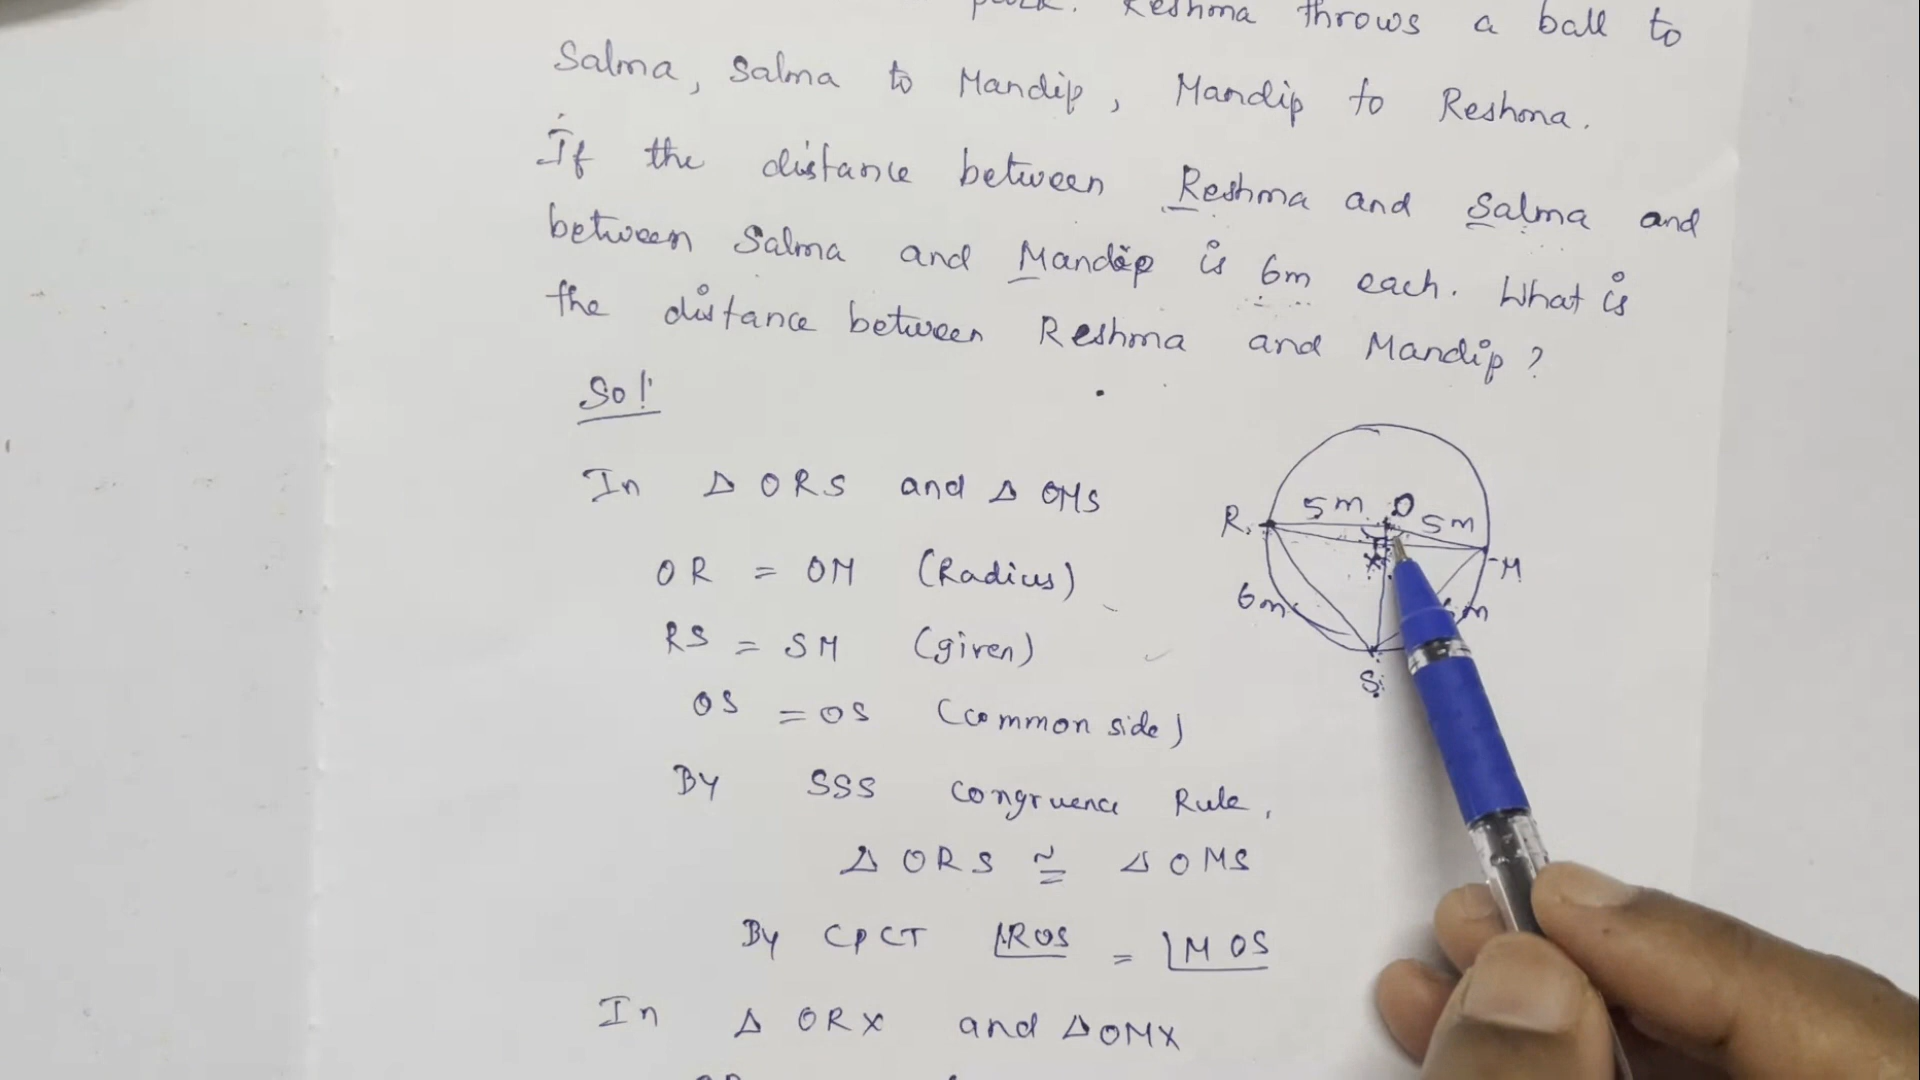 park. Reshma throws a ball to
Salma, Salma to Mandip, Mandip to Reshma.
If the distance between Reshma and Salma and
between Salma and Mandip is 6m each. What is
the distance between Reshma and Mandip?
Sol
In Δ ORS and Δ OMS
OR = OM (Radius)
RS = SM (given)
OS = OS (common side)
By SSS congruence Rule,
Δ ORS ≅ Δ OMS
By CPCT ∠ROS = ∠MOS
In Δ ORX and Δ OMX
5m O 5m
R
X
M
6m
m
S